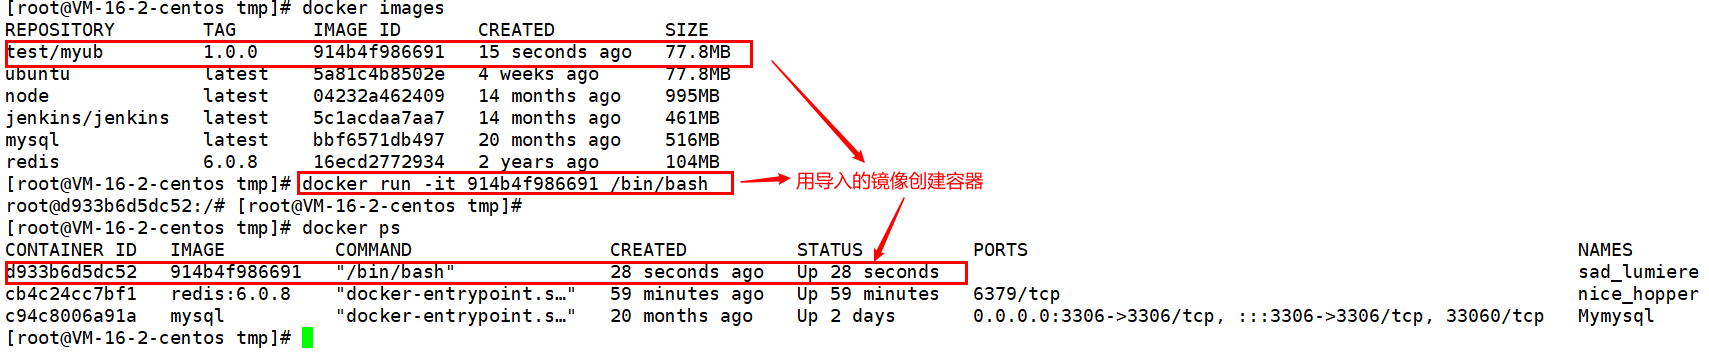 [root@VM-16-2-centos tmp]# docker images
REPOSITORY TAG IMAGE ID CREATED SIZE
test/myub 1.0.0 914b4f986691 15 seconds ago 77.8MB
ubuntu latest 5a81c4b8502e 4 weeks ago 77.8MB
node latest 04232a462409 14 months ago 995MB
jenkins/jenkins latest 5c1acdaa7aa7 14 months ago 461MB
mysql latest bbf6571db497 20 months ago 516MB
redis 6.0.8 16ecd2772934 2 years ago 104MB
[root@VM-16-2-centos tmp]# docker run -it 914b4f986691 /bin/bash
用导入的镜像创建容器
root@d933b6d5dc52:/# [root@VM-16-2-centos tmp]#
[root@VM-16-2-centos tmp]# docker ps
CONTAINER ID IMAGE COMMAND CREATED STATUS PORTS NAMES
d933b6d5dc52 914b4f986691 "/bin/bash" 28 seconds ago Up 28 seconds sad_lumiere
cb4c24cc7bf1 redis:6.0.8 "docker-entrypoint.s…" 59 minutes ago Up 59 minutes 6379/tcp nice_hopper
c94c8006a91a mysql "docker-entrypoint.s…" 20 months ago Up 2 days 0.0.0.0:3306->3306/tcp, :::3306->3306/tcp, 33060/tcp Mymysql
[root@VM-16-2-centos tmp]#